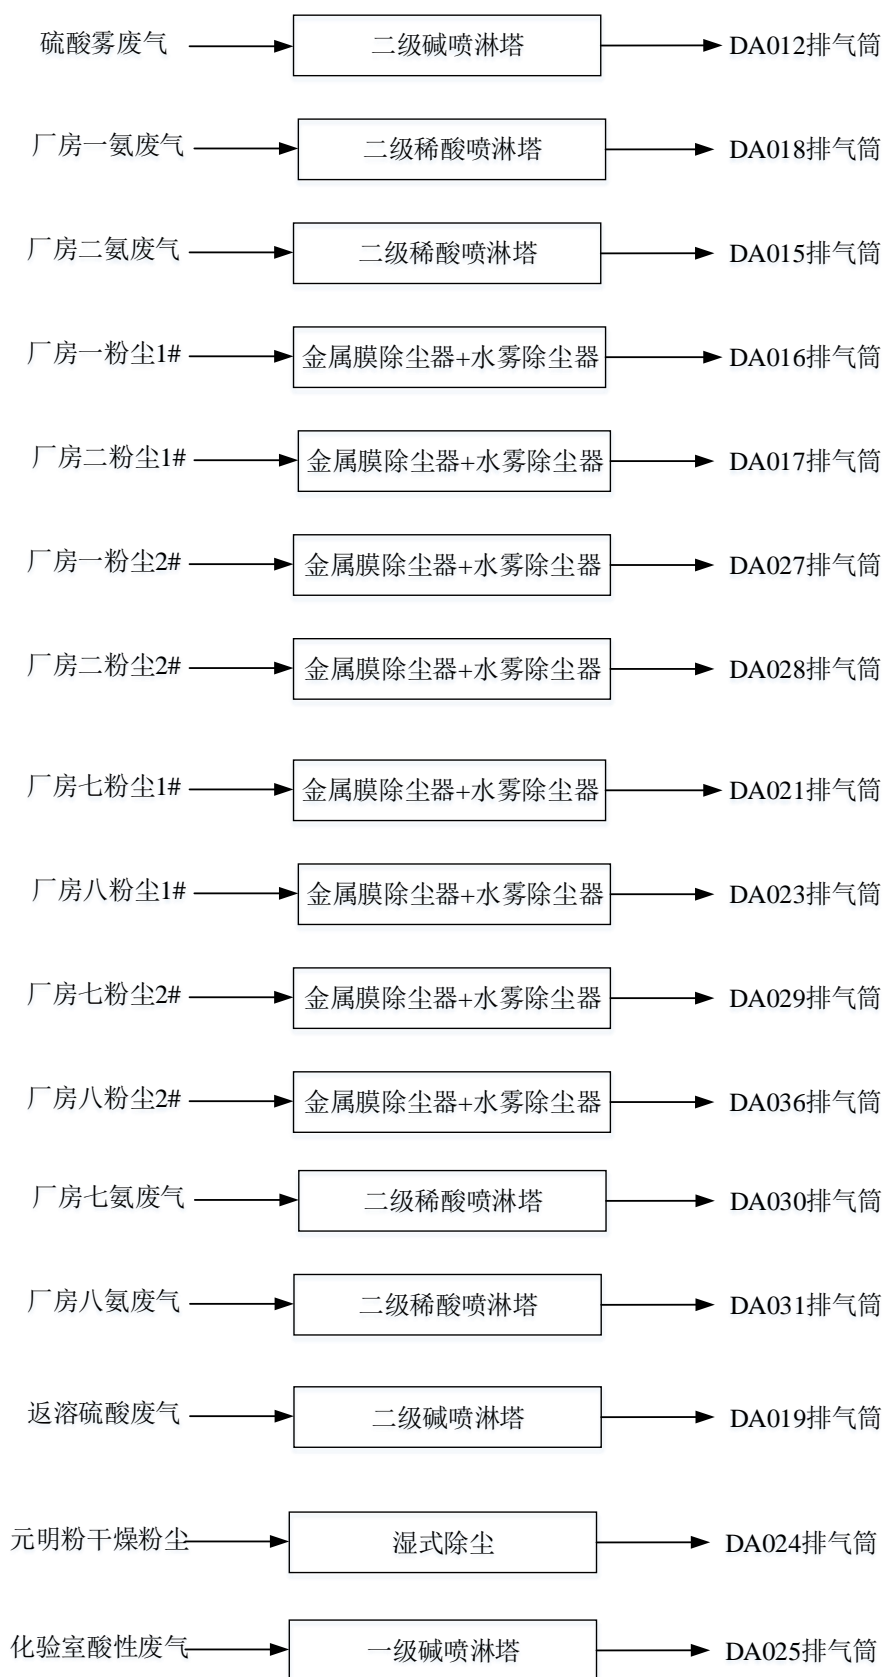 硫酸雾废气 二级碱喷淋塔 DA012排气筒
厂房一氨废气 二级稀酸喷淋塔 DA018排气筒
厂房二氨废气 二级稀酸喷淋塔 DA015排气筒
厂房一粉尘1# 金属膜除尘器+水雾除尘器 DA016排气筒
厂房二粉尘1# 金属膜除尘器+水雾除尘器 DA017排气筒
厂房一粉尘2# 金属膜除尘器+水雾除尘器 DA027排气筒
厂房二粉尘2# 金属膜除尘器+水雾除尘器 DA028排气筒
厂房七粉尘1# 金属膜除尘器+水雾除尘器 DA021排气筒
厂房八粉尘1# 金属膜除尘器+水雾除尘器 DA023排气筒
厂房七粉尘2# 金属膜除尘器+水雾除尘器 DA029排气筒
厂房八粉尘2# 金属膜除尘器+水雾除尘器 DA036排气筒
厂房七氨废气 二级稀酸喷淋塔 DA030排气筒
厂房八氨废气 二级稀酸喷淋塔 DA031排气筒
返溶硫酸废气 二级碱喷淋塔 DA019排气筒
元明粉干燥粉尘 湿式除尘 DA024排气筒
化验室酸性废气 一级碱喷淋塔 DA025排气筒